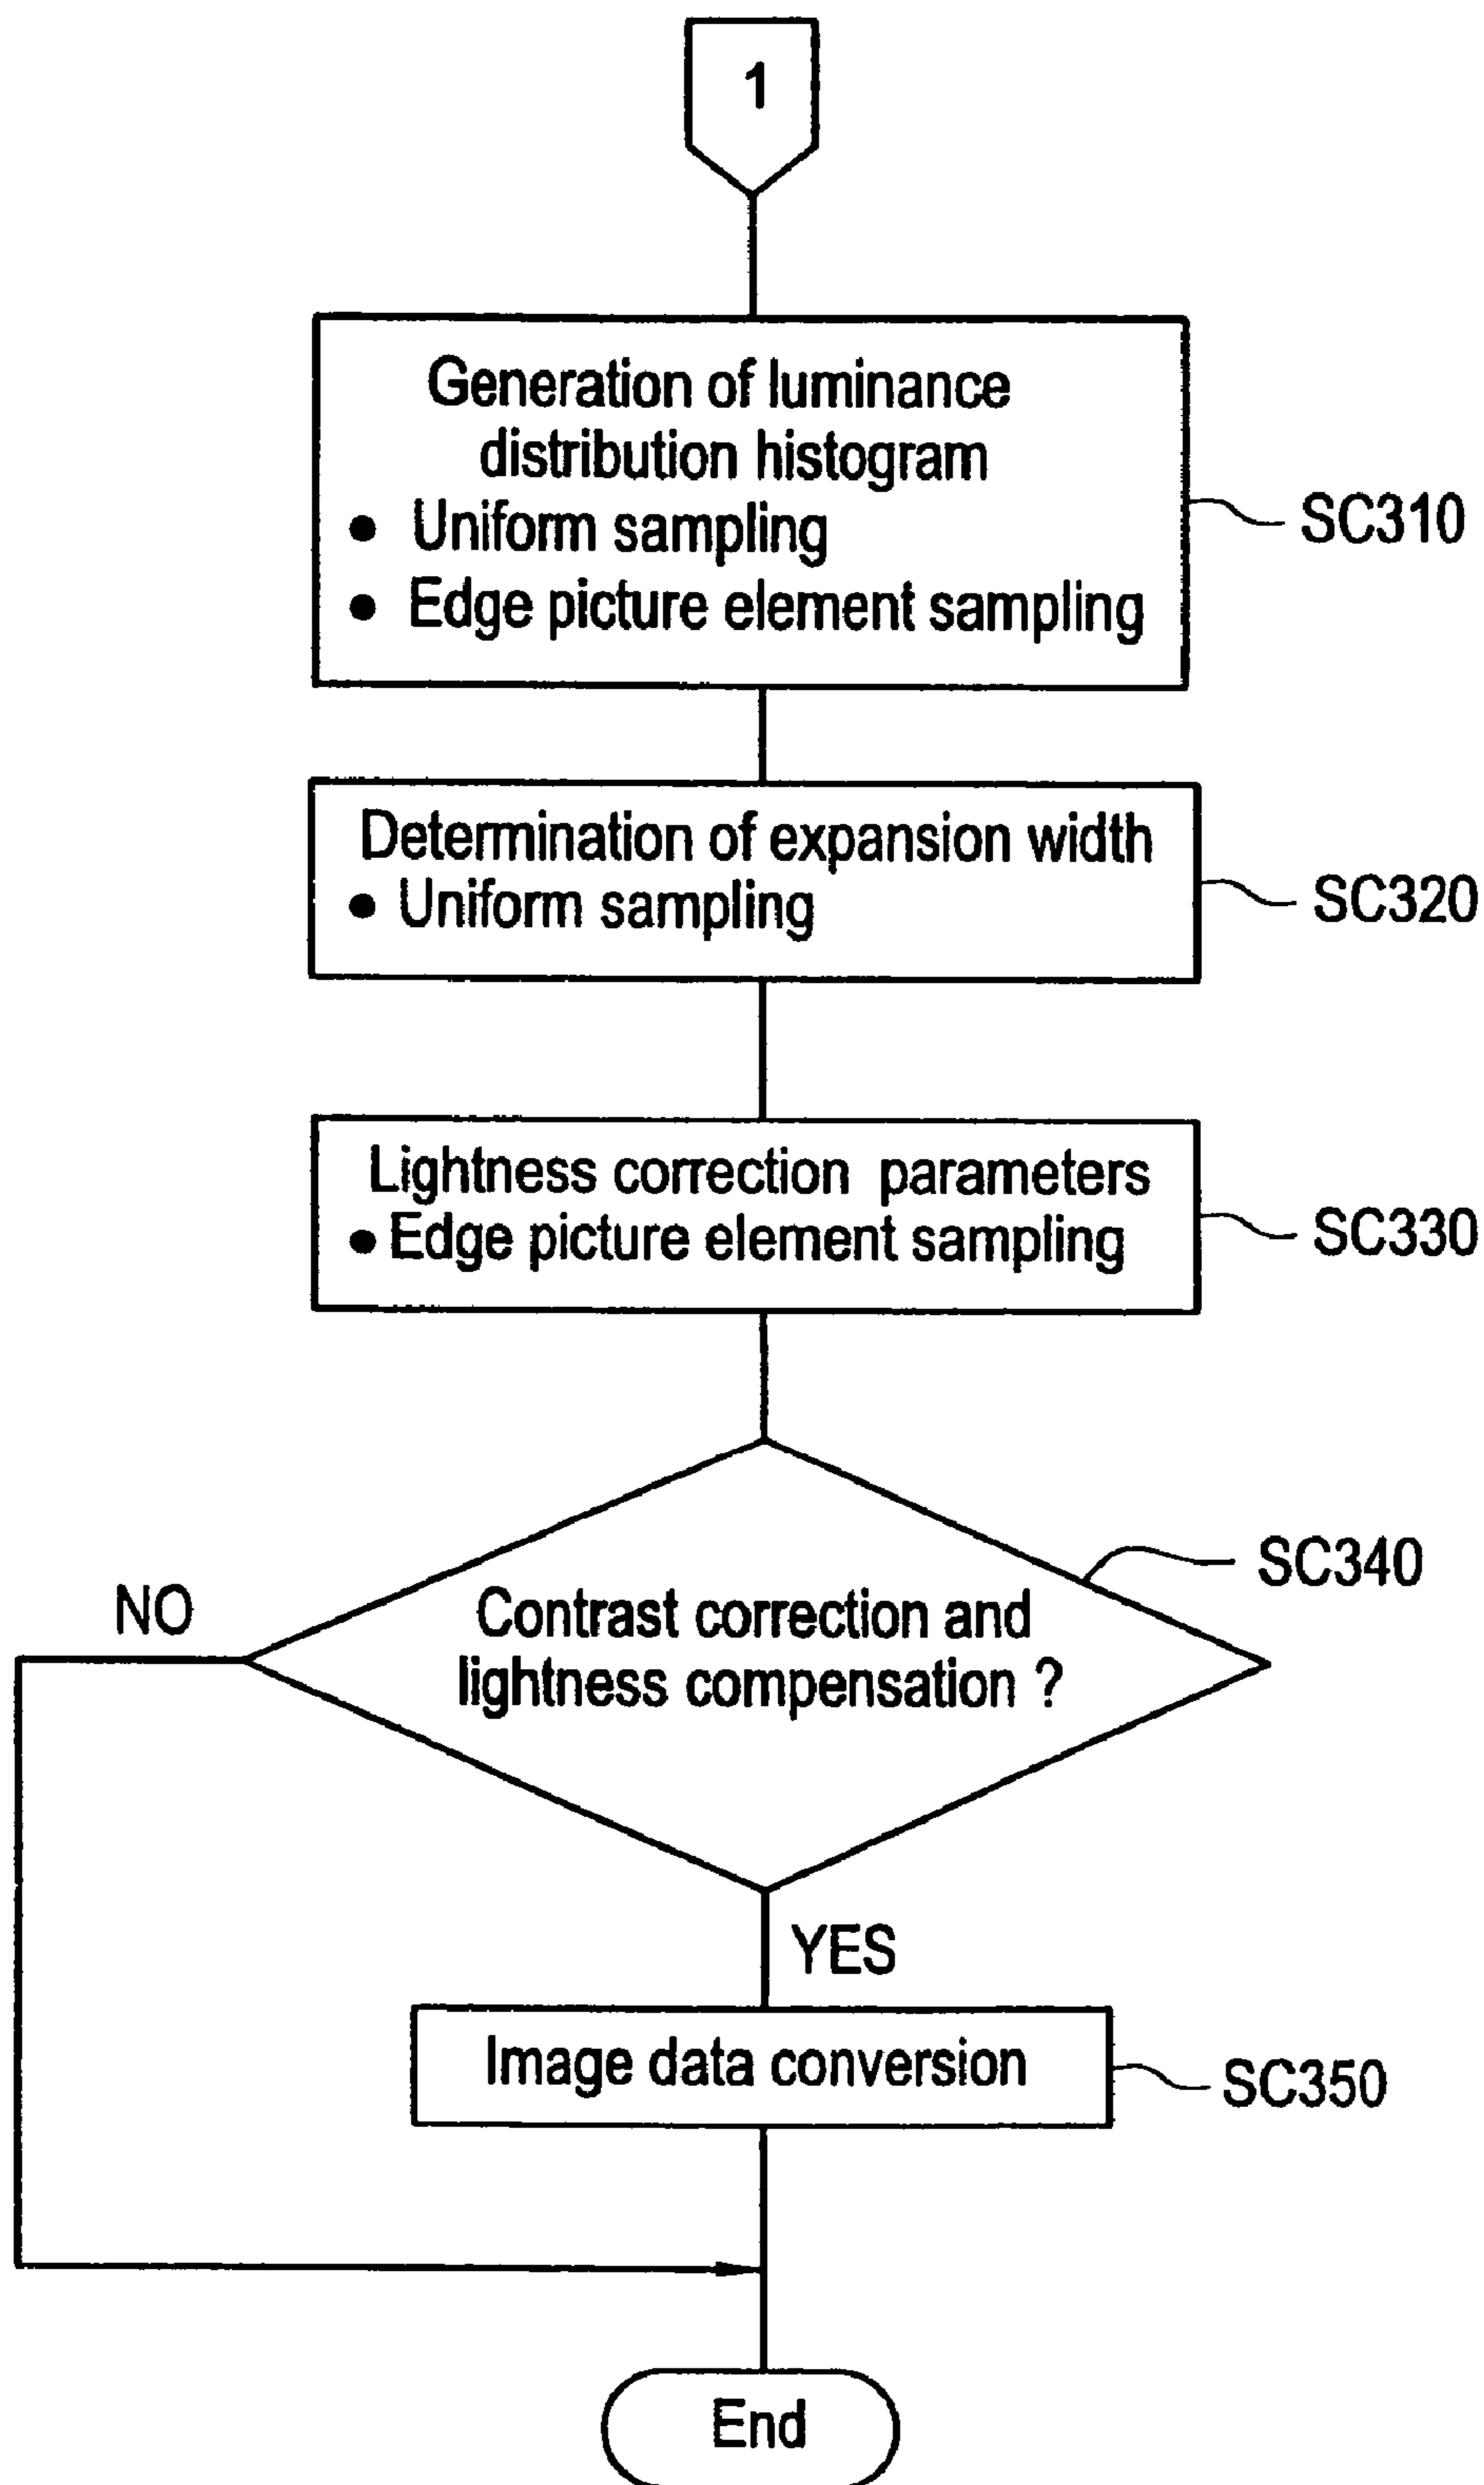 1
Generation of luminance
distribution histogram
● Uniform sampling
● Edge picture element sampling
SC310
Determination of expansion width
● Uniform sampling
SC320
Lightness correction parameters
● Edge picture element sampling
SC330
SC340
NO
Contrast correction and
lightness compensation ?
YES
Image data conversion
SC350
End